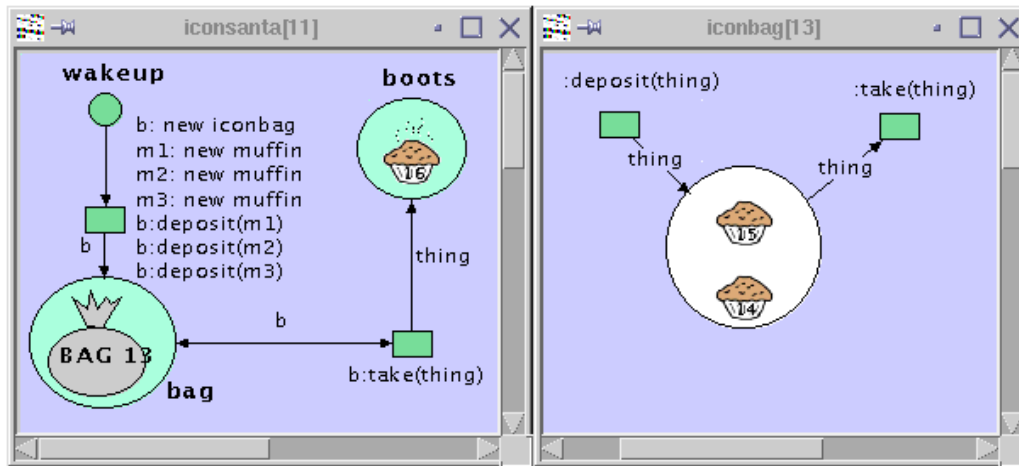 iconsanta[11]
wakeup
boots
b: new iconbag
m1: new muffin
m2: new muffin
m3: new muffin
b:deposit(m1)
b:deposit(m2)
b:deposit(m3)
16
b
thing
b
BAG 13
bag
b:take(thing)
iconbag[13]
:deposit(thing)
:take(thing)
thing
thing
15
14